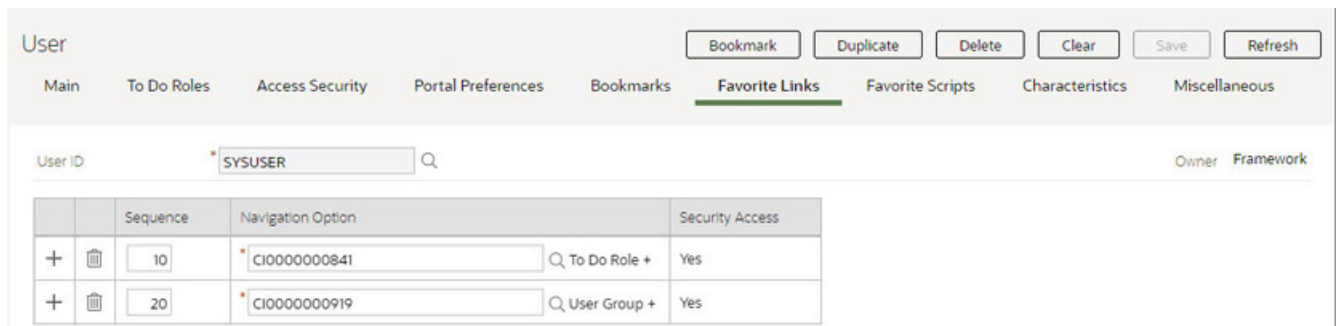 User
Bookmark Duplicate Delete Clear Save Refresh
Main To Do Roles Access Security Portal Preferences Bookmarks Favorite Links Favorite Scripts Characteristics Miscellaneous
User ID * SYSUSER Owner Framework
Sequence Navigation Option Security Access
+ 10 * CI0000000841 To Do Role + Yes
+ 20 * CI0000000919 User Group + Yes